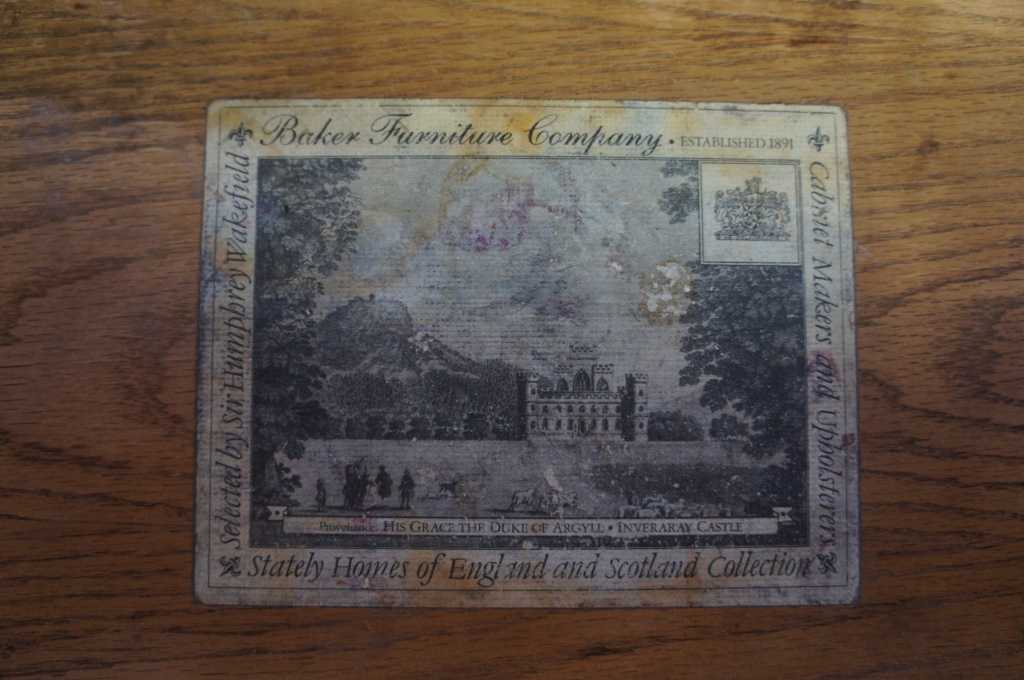 Baker Furniture Company • ESTABLISHED 1891
Cabinet Makers and Upholsterers
Selected by Sir Humphrey Wakefield
Provenance: HIS GRACE THE DUKE OF ARGYLL • INVERARAY CASTLE
Stately Homes of England and Scotland Collection